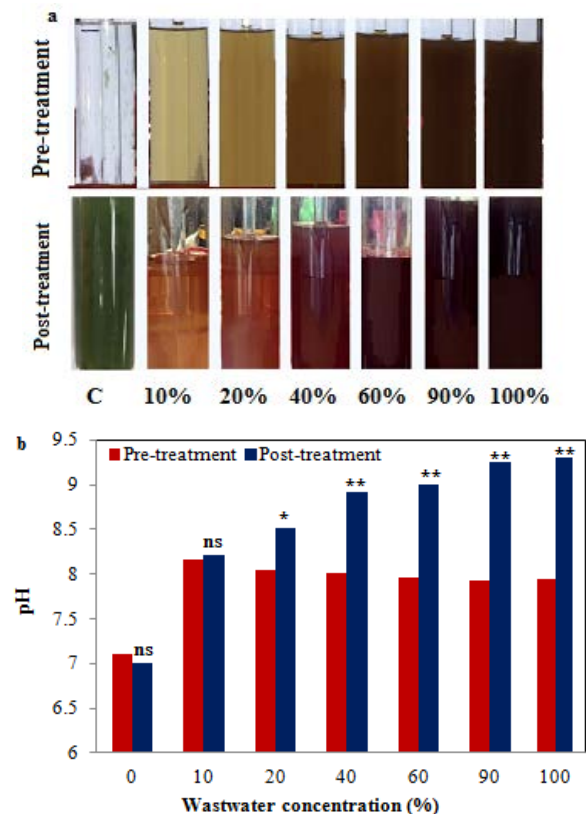 a
Pre-treatment
Post-treatment
C 10% 20% 40% 60% 90% 100%
b
9.5
Pre-treatment Post-treatment
9
8.5
8
7.5
7
6.5
6
pH
ns ns * ** ** ** **
0 10 20 40 60 90 100
Wastwater concentration (%)